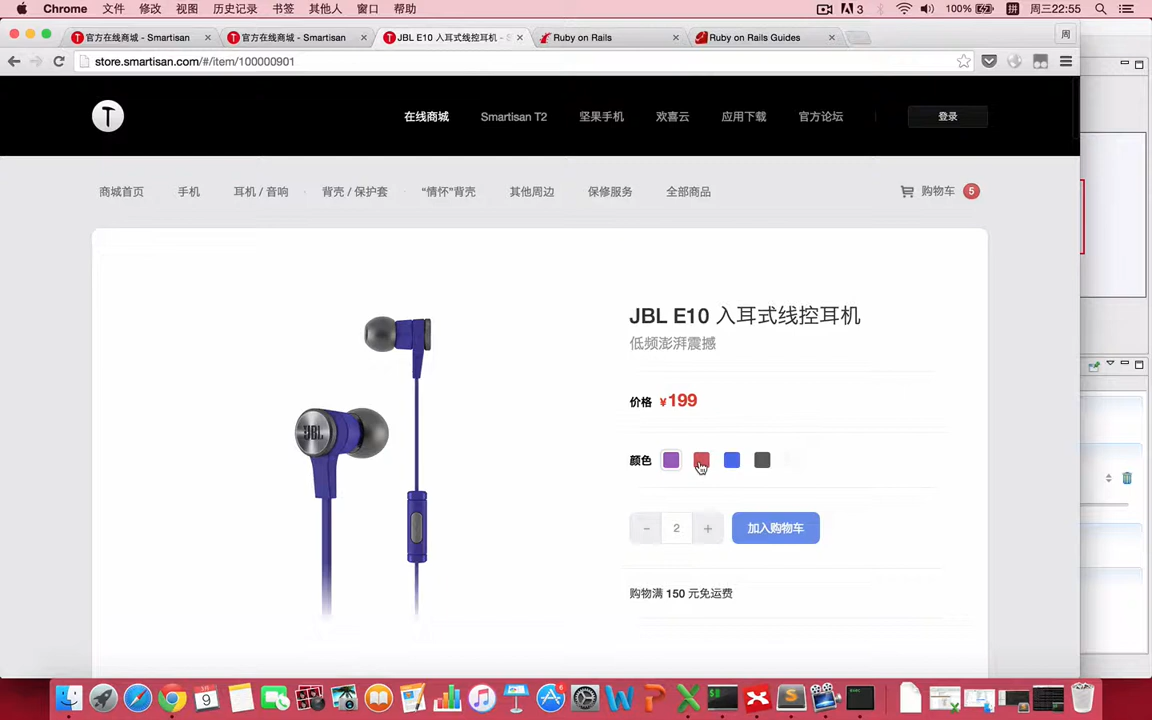 Chrome 文件 修改 视图 历史记录 书签 其他人 窗口 帮助 3 100% 拼 周三22:55
官方在线商城 - Smartisan × 官方在线商城 - Smartisan × JBL E10 入耳式线控耳机 - S × Ruby on Rails × Ruby on Rails Guides × 周
store.smartisan.com/#/item/100000901
T 在线商城 Smartisan T2 坚果手机 欢喜云 应用下载 官方论坛 登录
商城首页 手机 耳机 / 音响 背壳 / 保护套 “情怀”背壳 其他周边 保修服务 全部商品 购物车 5
JBL E10 入耳式线控耳机
低频澎湃震撼
价格 ¥199
JBL
颜色
- 2 + 加入购物车
购物满 150 元免运费
9